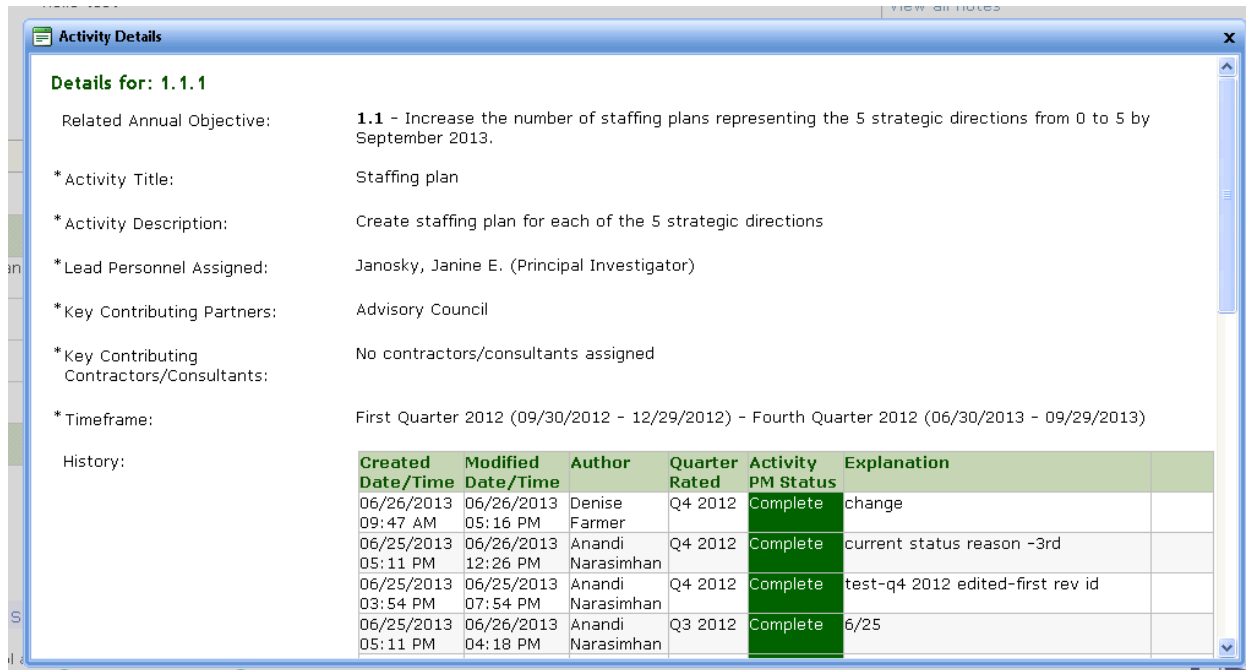 View all notes
Activity Details
x
Details for: 1.1.1
Related Annual Objective: 1.1 - Increase the number of staffing plans representing the 5 strategic directions from 0 to 5 by
September 2013.
*Activity Title: Staffing plan
*Activity Description: Create staffing plan for each of the 5 strategic directions
*Lead Personnel Assigned: Janosky, Janine E. (Principal Investigator)
*Key Contributing Partners: Advisory Council
*Key Contributing No contractors/consultants assigned
Contractors/Consultants:
*Timeframe: First Quarter 2012 (09/30/2012 - 12/29/2012) - Fourth Quarter 2012 (06/30/2013 - 09/29/2013)
History:
Created Modified Author Quarter Activity Explanation
Date/Time Date/Time Rated PM Status
06/26/2013 06/26/2013 Denise Q4 2012 Complete change
09:47 AM 05:16 PM Farmer
06/25/2013 06/26/2013 Anandi Q4 2012 Complete current status reason -3rd
05:11 PM 12:26 PM Narasimhan
06/25/2013 06/25/2013 Anandi Q4 2012 Complete test-q4 2012 edited-first rev id
03:54 PM 07:54 PM Narasimhan
06/25/2013 06/26/2013 Anandi Q3 2012 Complete 6/25
05:11 PM 04:18 PM Narasimhan